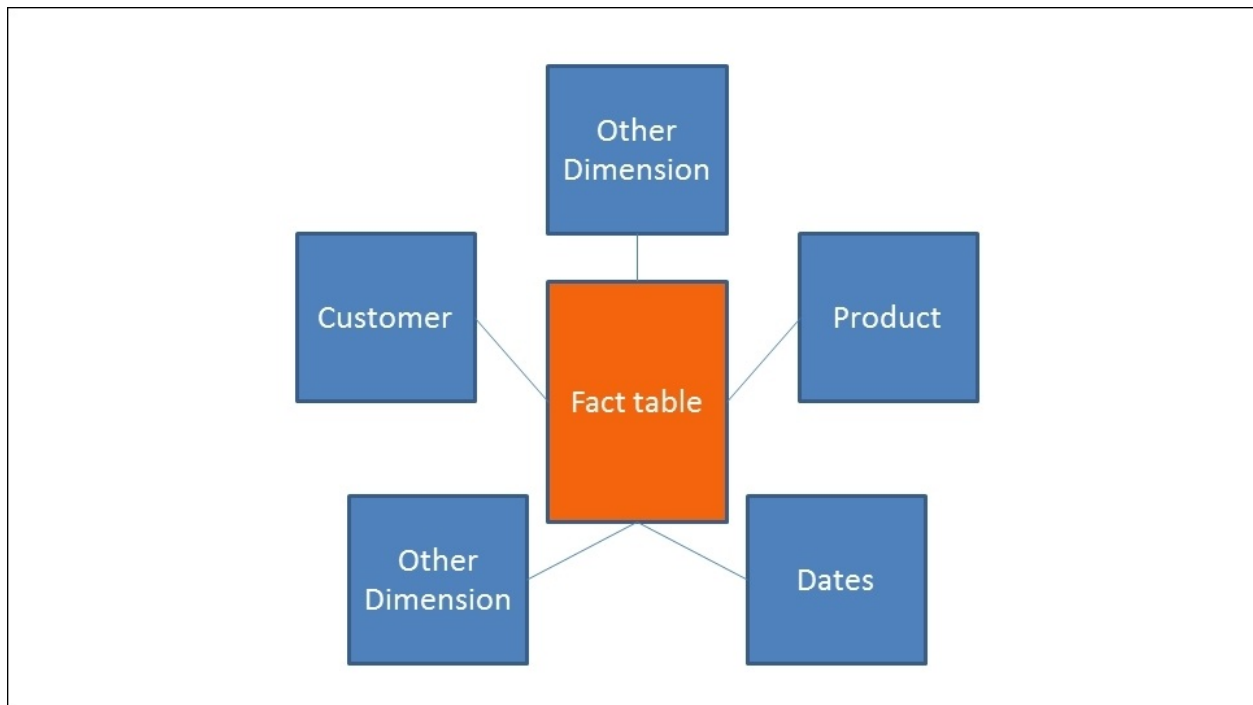 Other
Dimension
Customer
Product
Fact table
Other
Dimension
Dates